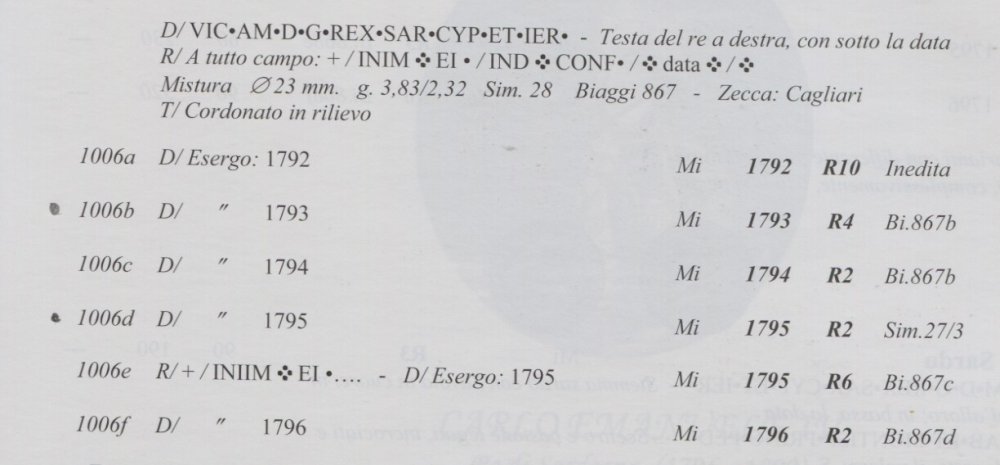 D/ VIC•AM•D•G•REX•SAR•CYP•ET•IER• - Testa del re a destra, con sotto la data
R/ A tutto campo: + / INIM ❖ EI • / IND ❖ CONF• / ❖ data ❖ / ❖
Mistura Ø 23 mm. g. 3,83/2,32 Sim. 28 Biaggi 867 - Zecca: Cagliari
T/ Cordonato in rilievo
1006a D/ Esergo: 1792 Mi 1792 R10 Inedita
1006b D/ " 1793 Mi 1793 R4 Bi.867b
1006c D/ " 1794 Mi 1794 R2 Bi.867b
1006d D/ " 1795 Mi 1795 R2 Sim.27/3
1006e R/ + / INIIM ❖ EI •.... - D/ Esergo: 1795 Mi 1795 R6 Bi.867c
1006f D/ " 1796 Mi 1796 R2 Bi.867d